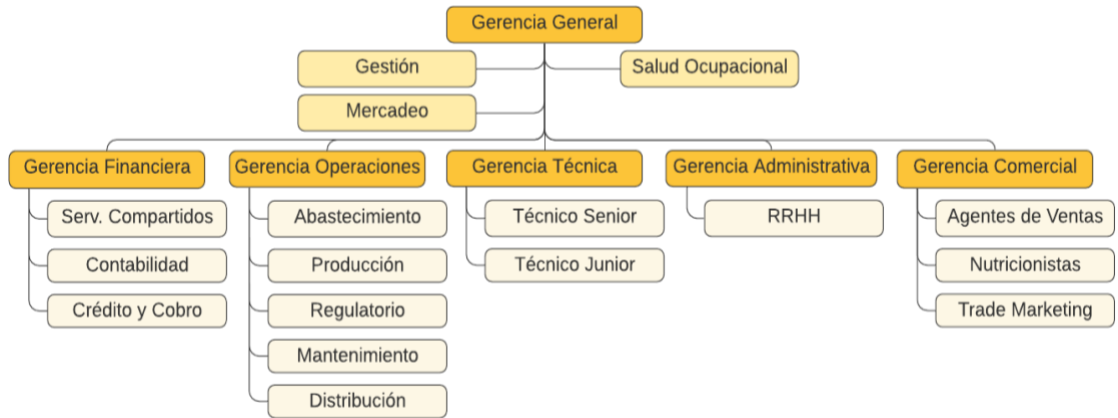 Gerencia General
Gestión
Salud Ocupacional
Mercadeo
Gerencia Financiera
Gerencia Operaciones
Gerencia Técnica
Gerencia Administrativa
Gerencia Comercial
Serv. Compartidos
Abastecimiento
Técnico Senior
RRHH
Agentes de Ventas
Contabilidad
Producción
Técnico Junior
Nutricionistas
Crédito y Cobro
Regulatorio
Trade Marketing
Mantenimiento
Distribución